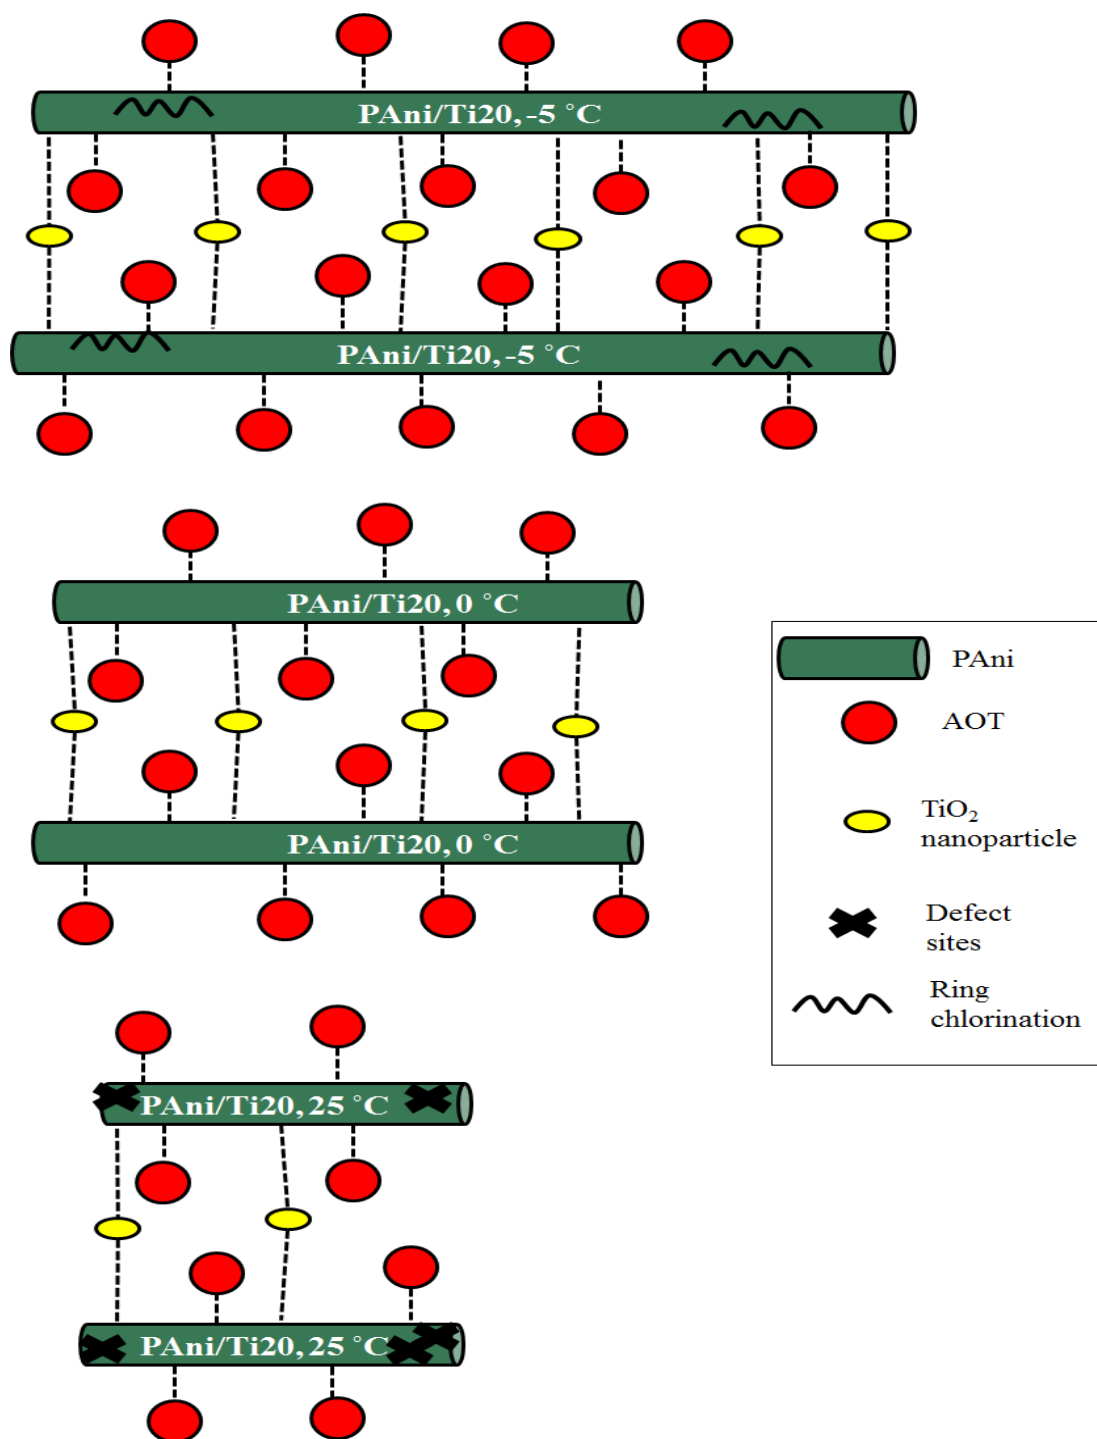 PAni/Ti20,-5 °C
PAni/Ti20,-5 °C
PAni/Ti20,0 °C
PAni/Ti20,0 °C
PAni
AOT
TiO₂
nanoparticle
Defect
sites
Ring
chlorination
PAni/Ti20,25 °C
PAni/Ti20,25 °C